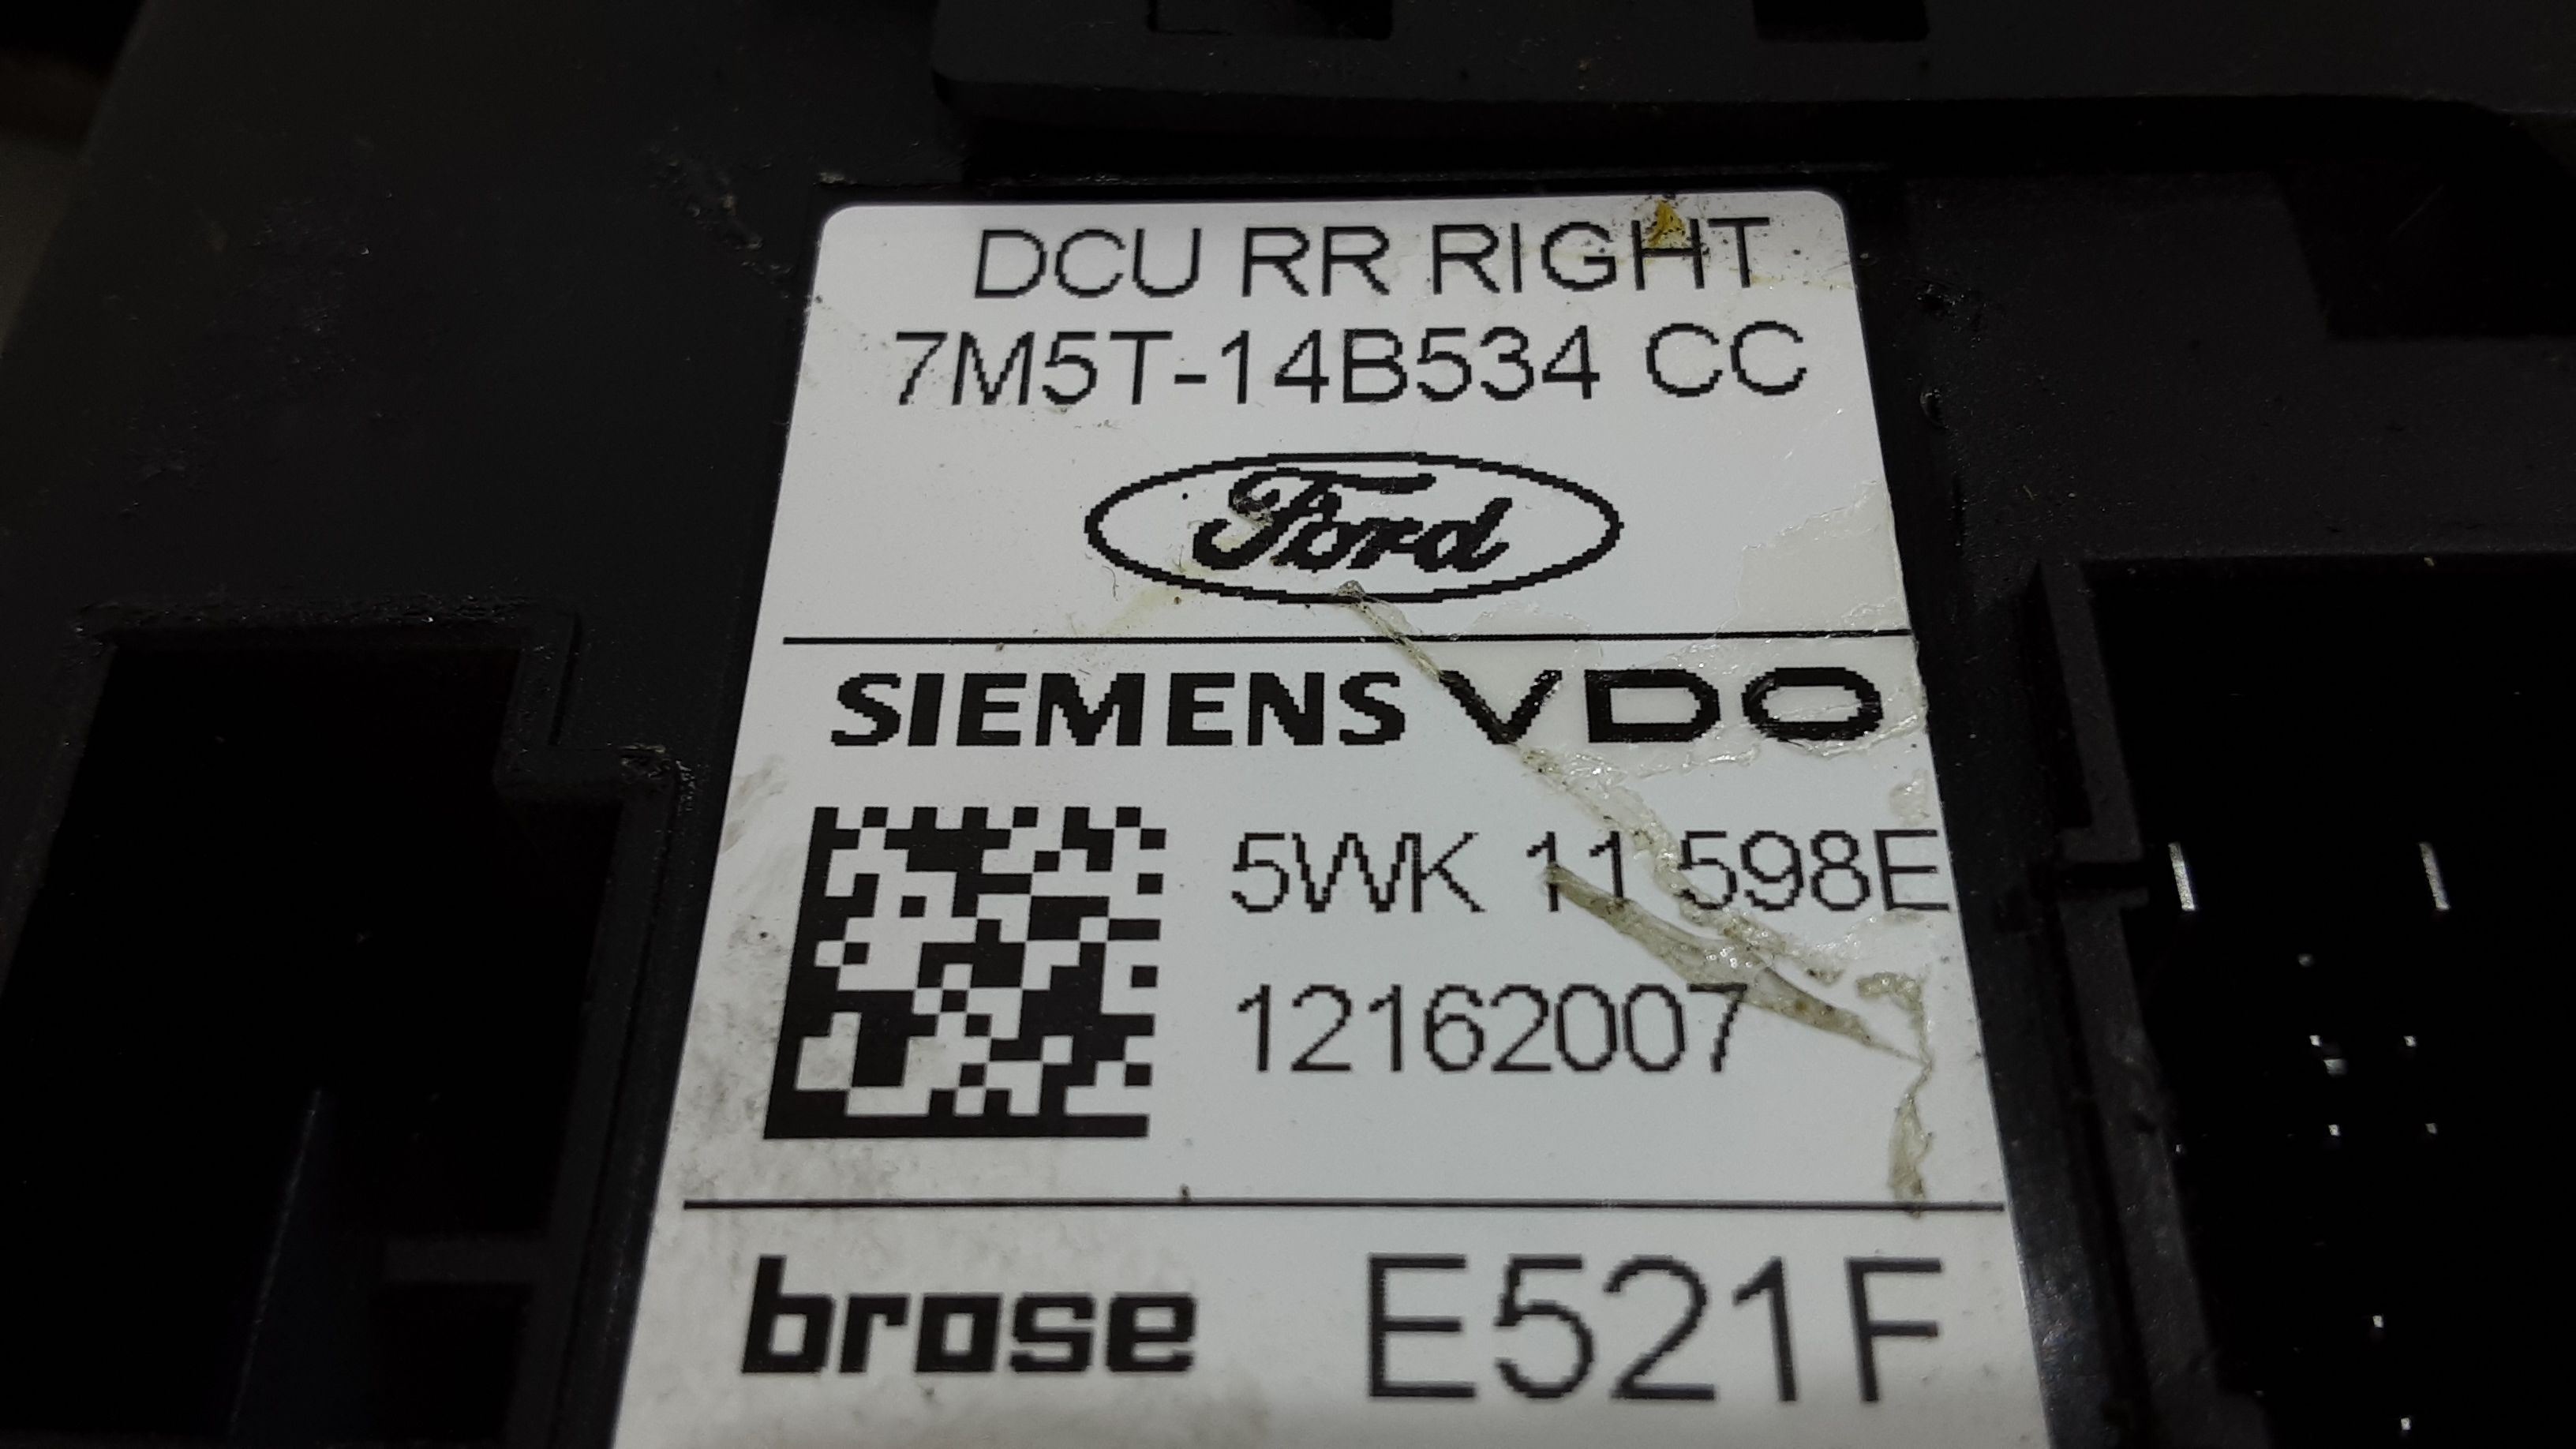 DCU RR RIGHT
7M5T-14B534 CC
Ford
SIEMENS VDO
5WK 11 598E
12162007
brose E521F